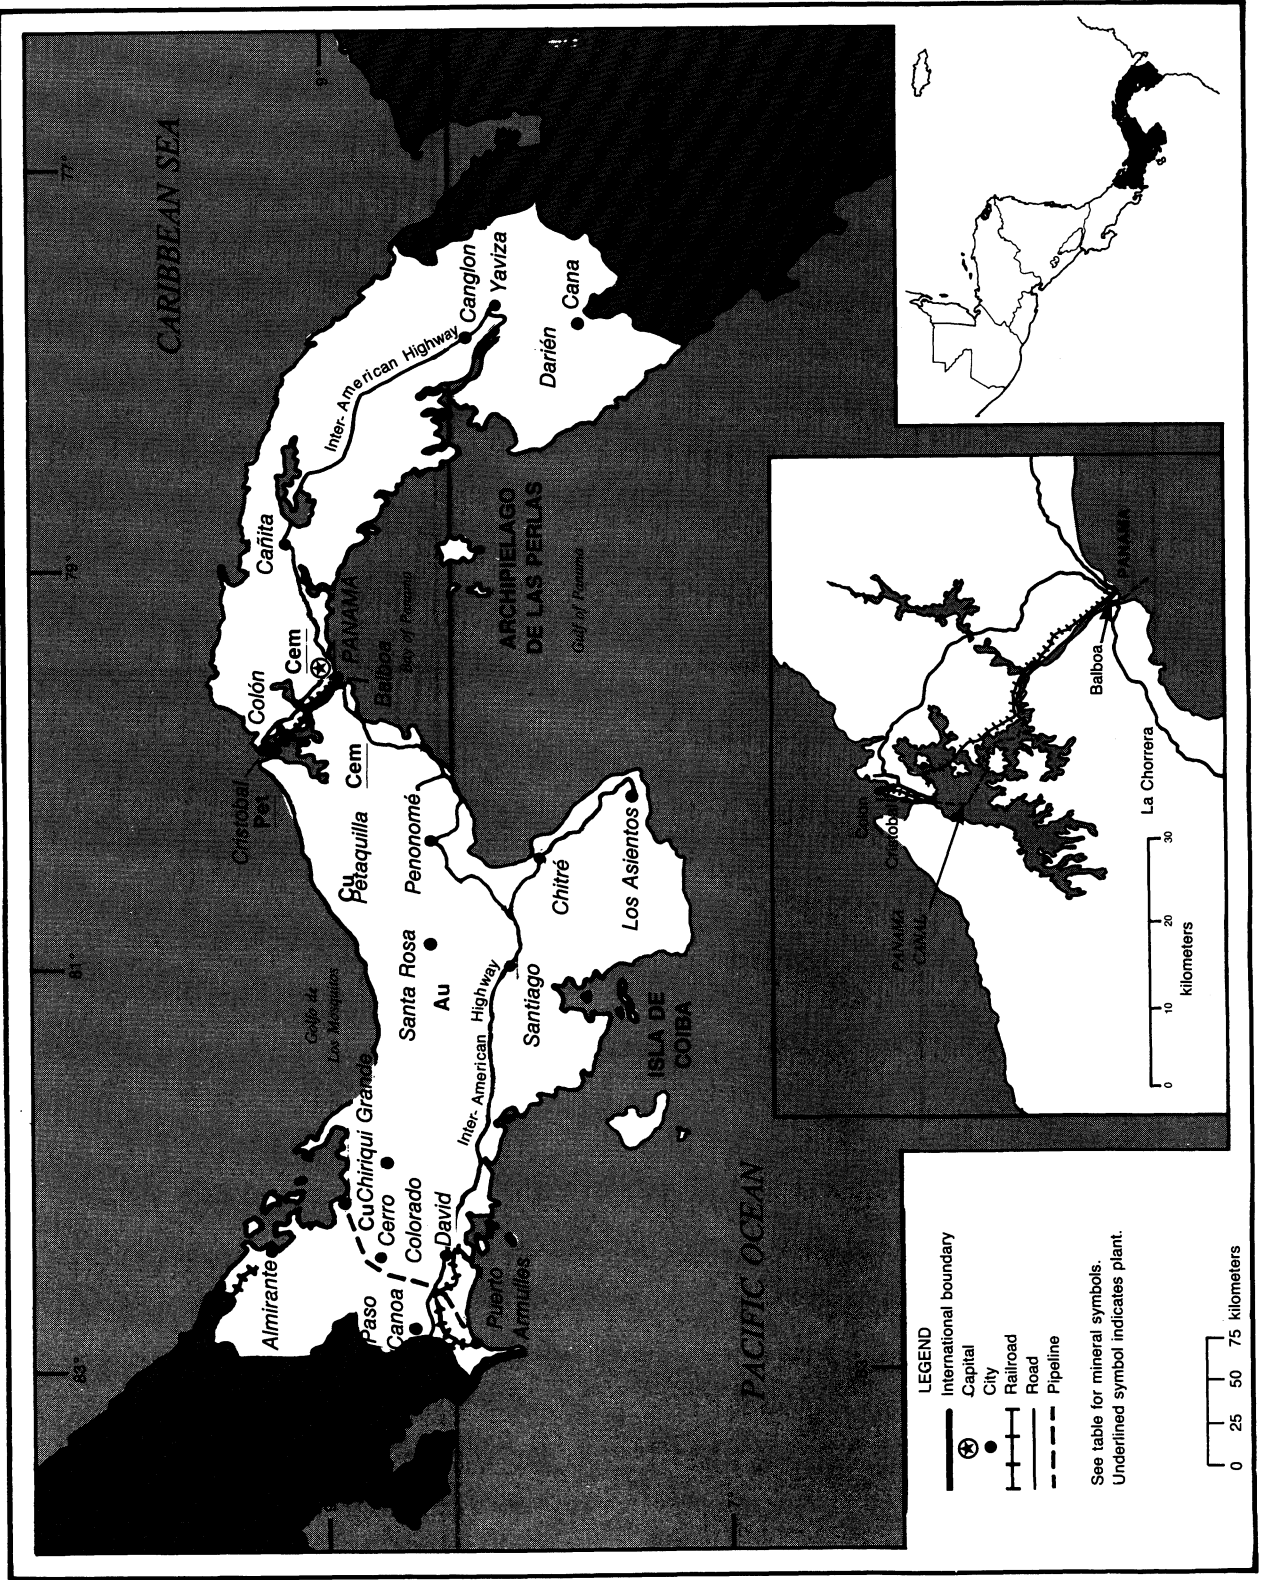 CARIBBEAN SEA
9°
77°
79°
81°
83°
7°
PACIFIC OCEAN
Golfo de
Los Mosquitos
Bay of Panama
Gulf of Panama
ARCHIPIELAGO
DE LAS PERLAS
ISLA DE
COIBA
Almirante
Paso
Canoa
Puerto
Armulles
David
Cerro
Colorado
Cu
Chiriqui Grande
Santa Rosa
Au
Inter-American Highway
Santiago
Cu
Petaquilla
Penonomé
Chitré
Los Asientos
Cristobal
Pet
Colón
Cem
Cem
PANAMA
Balboa
Cañita
Inter-American Highway
Canglon
Yaviza
Darién
Cana
Colon
Cristobal
PANAMA
CANAL
La Chorrera
Balboa
PANAMA
0 10 20 30
kilometers
LEGEND
International boundary
Capital
City
Railroad
Road
Pipeline
See table for mineral symbols.
Underlined symbol indicates plant.
0 25 50 75 kilometers